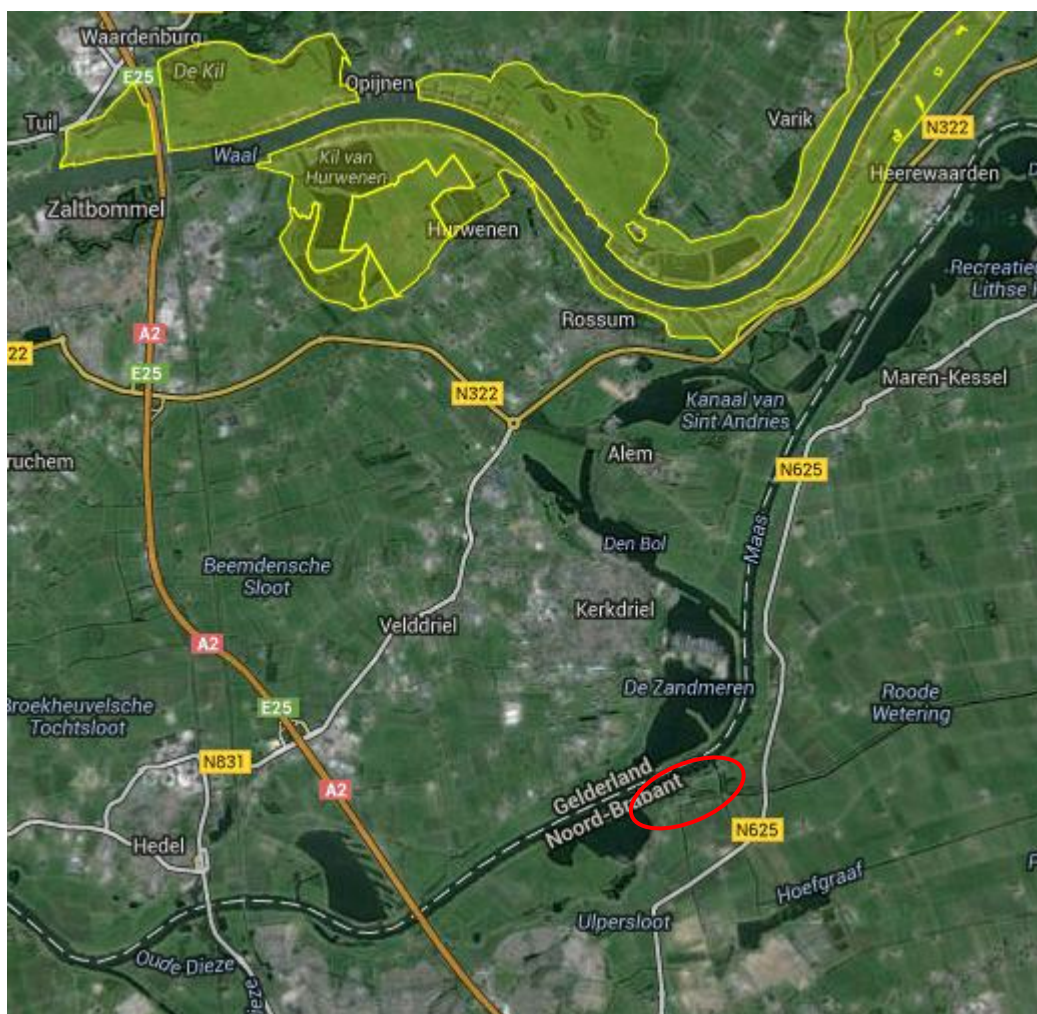 Waardenburg
De Kil
E25
Opijnen
Tuil
Varik
N322
Waal
Kil van
Hurwenen
Heerewaarden
Zaltbommel
Hurwenen
Recreatie
Lithse
A2
Rossum
22
E25
Maren-Kessel
N322
Kanaal van
Sint Andries
ruchem
Alem
N625
Maas
Den Bol
Beemdensche
Sloot
Kerkdriel
Velddriel
A2
De Zandmeren
Roode
Wetering
Broekheuvelsche
Tochtsloot
E25
N831
Gelderland
Noord-Brabant
A2
N625
Hedel
Hoefgraaf
Ulpersloot
Oude Dieze
ieze